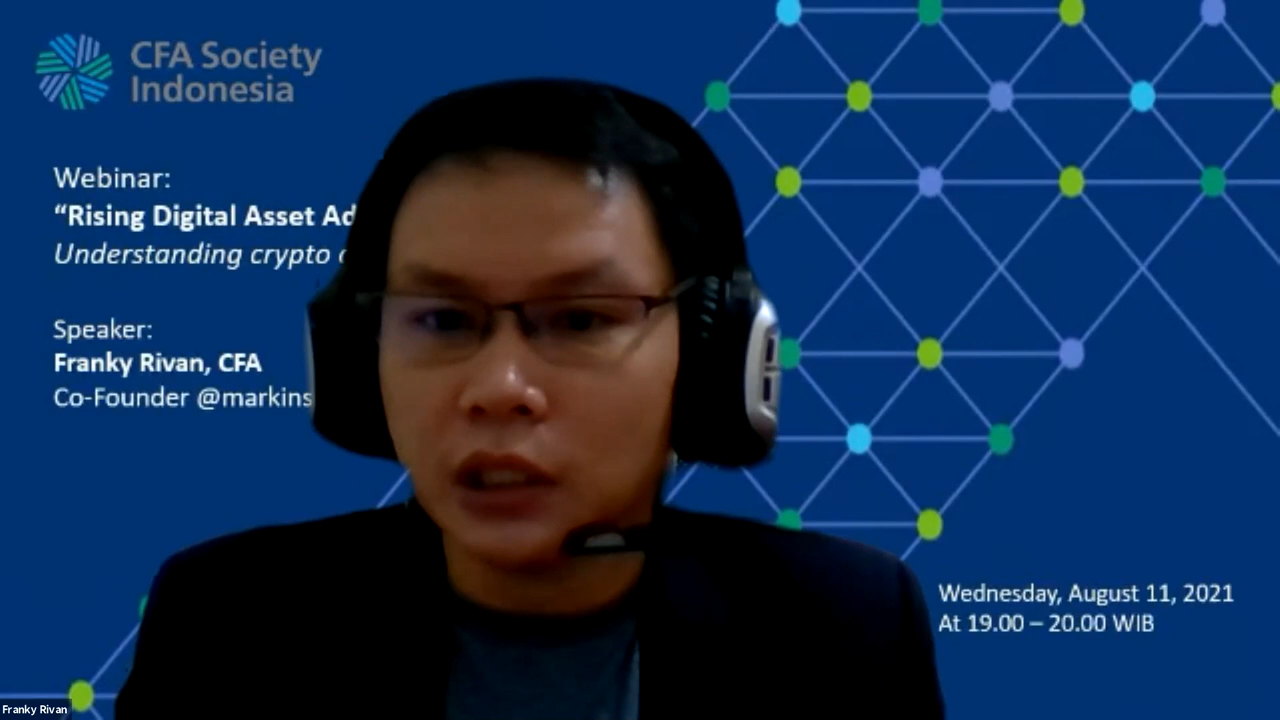 CFA Society
Indonesia
Webinar:
“Rising Digital Asset Ad
Understanding crypto
Speaker:
Franky Rivan, CFA
Co-Founder @markins
Wednesday, August 11, 2021
At 19.00 – 20.00 WIB
Franky Rivan